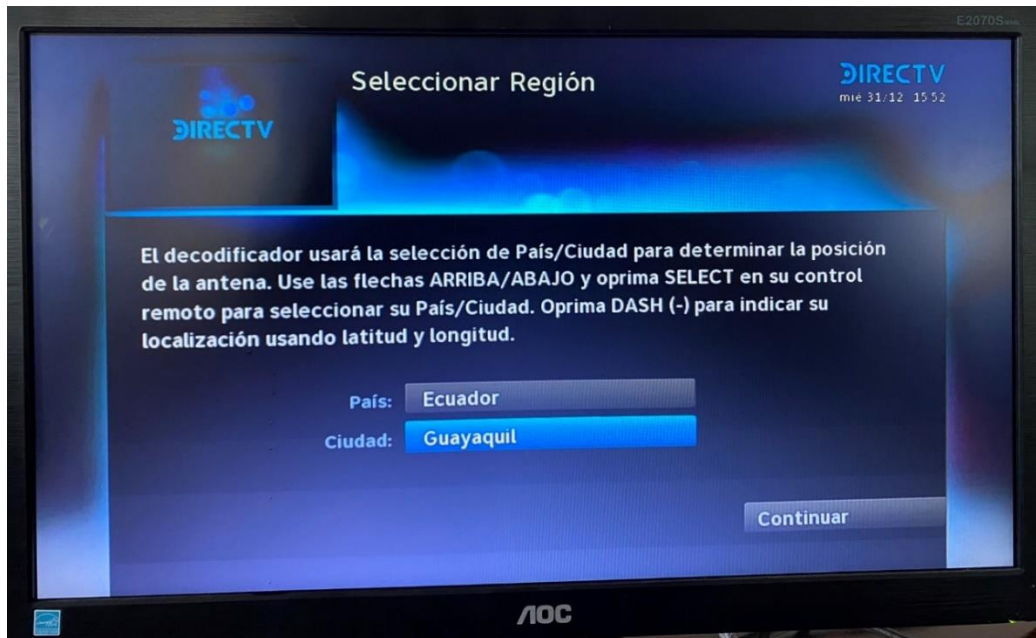 E2070S
Seleccionar Región
DIRECTV
mié 31/12 15 52
DIRECTV
El decodificador usará la selección de País/Ciudad para determinar la posición
de la antena. Use las flechas ARRIBA/ABAJO y oprima SELECT en su control
remoto para seleccionar su País/Ciudad. Oprima DASH (-) para indicar su
localización usando latitud y longitud.
País: Ecuador
Ciudad: Guayaquil
Continuar
AOC